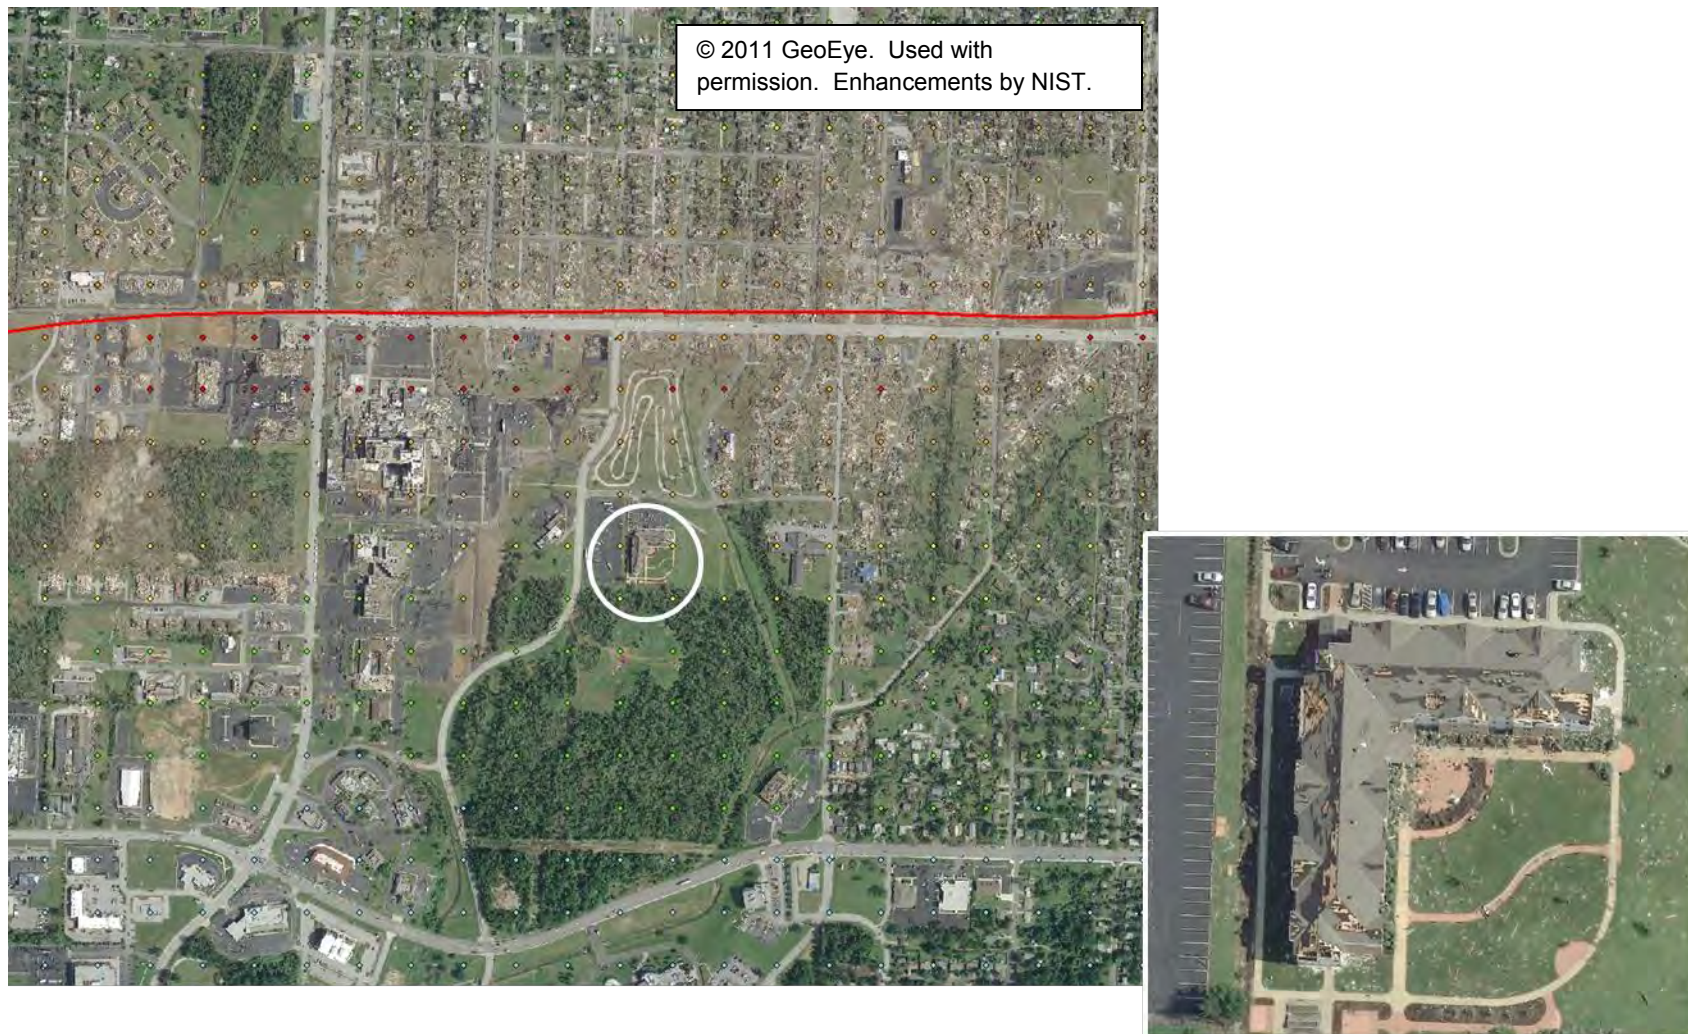 © 2011 GeoEye.  Used with
permission.  Enhancements by NIST.